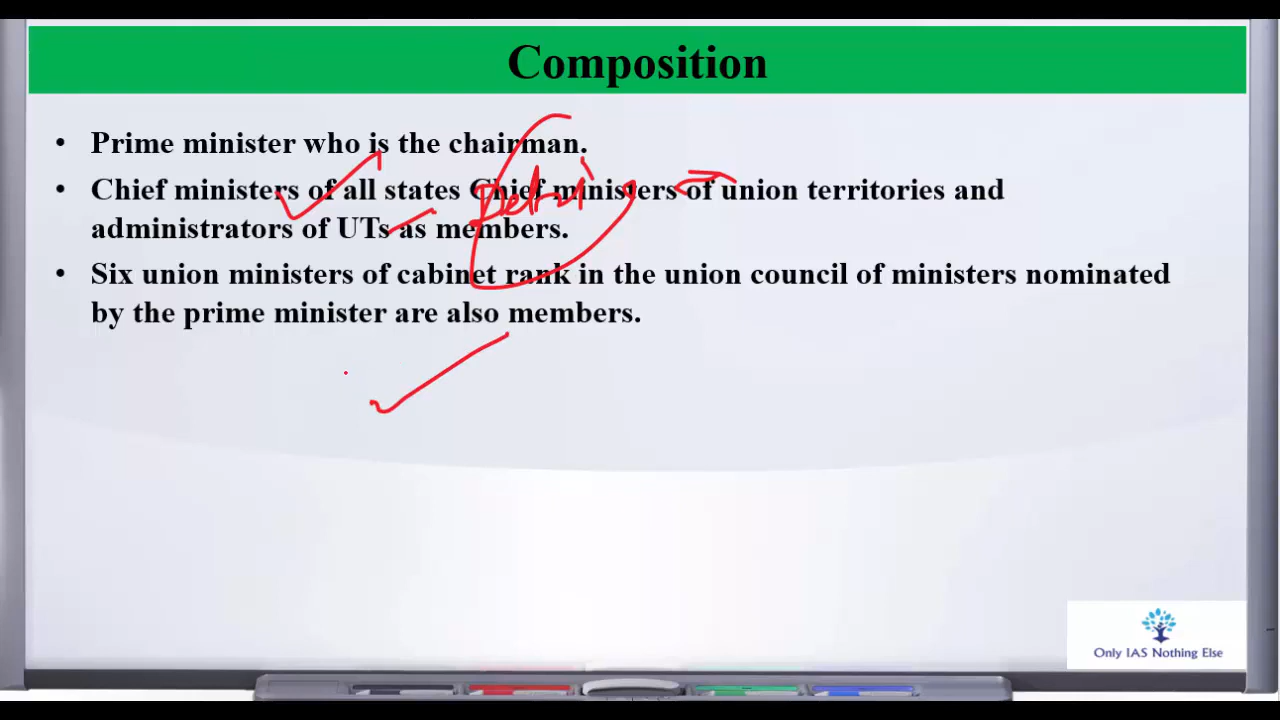 Composition
• Prime minister who is the chairman.
• Chief ministers of all states Chief ministers of union territories and
administrators of UTs as members.
• Six union ministers of cabinet rank in the union council of ministers nominated
by the prime minister are also members.
Only IAS Nothing Else